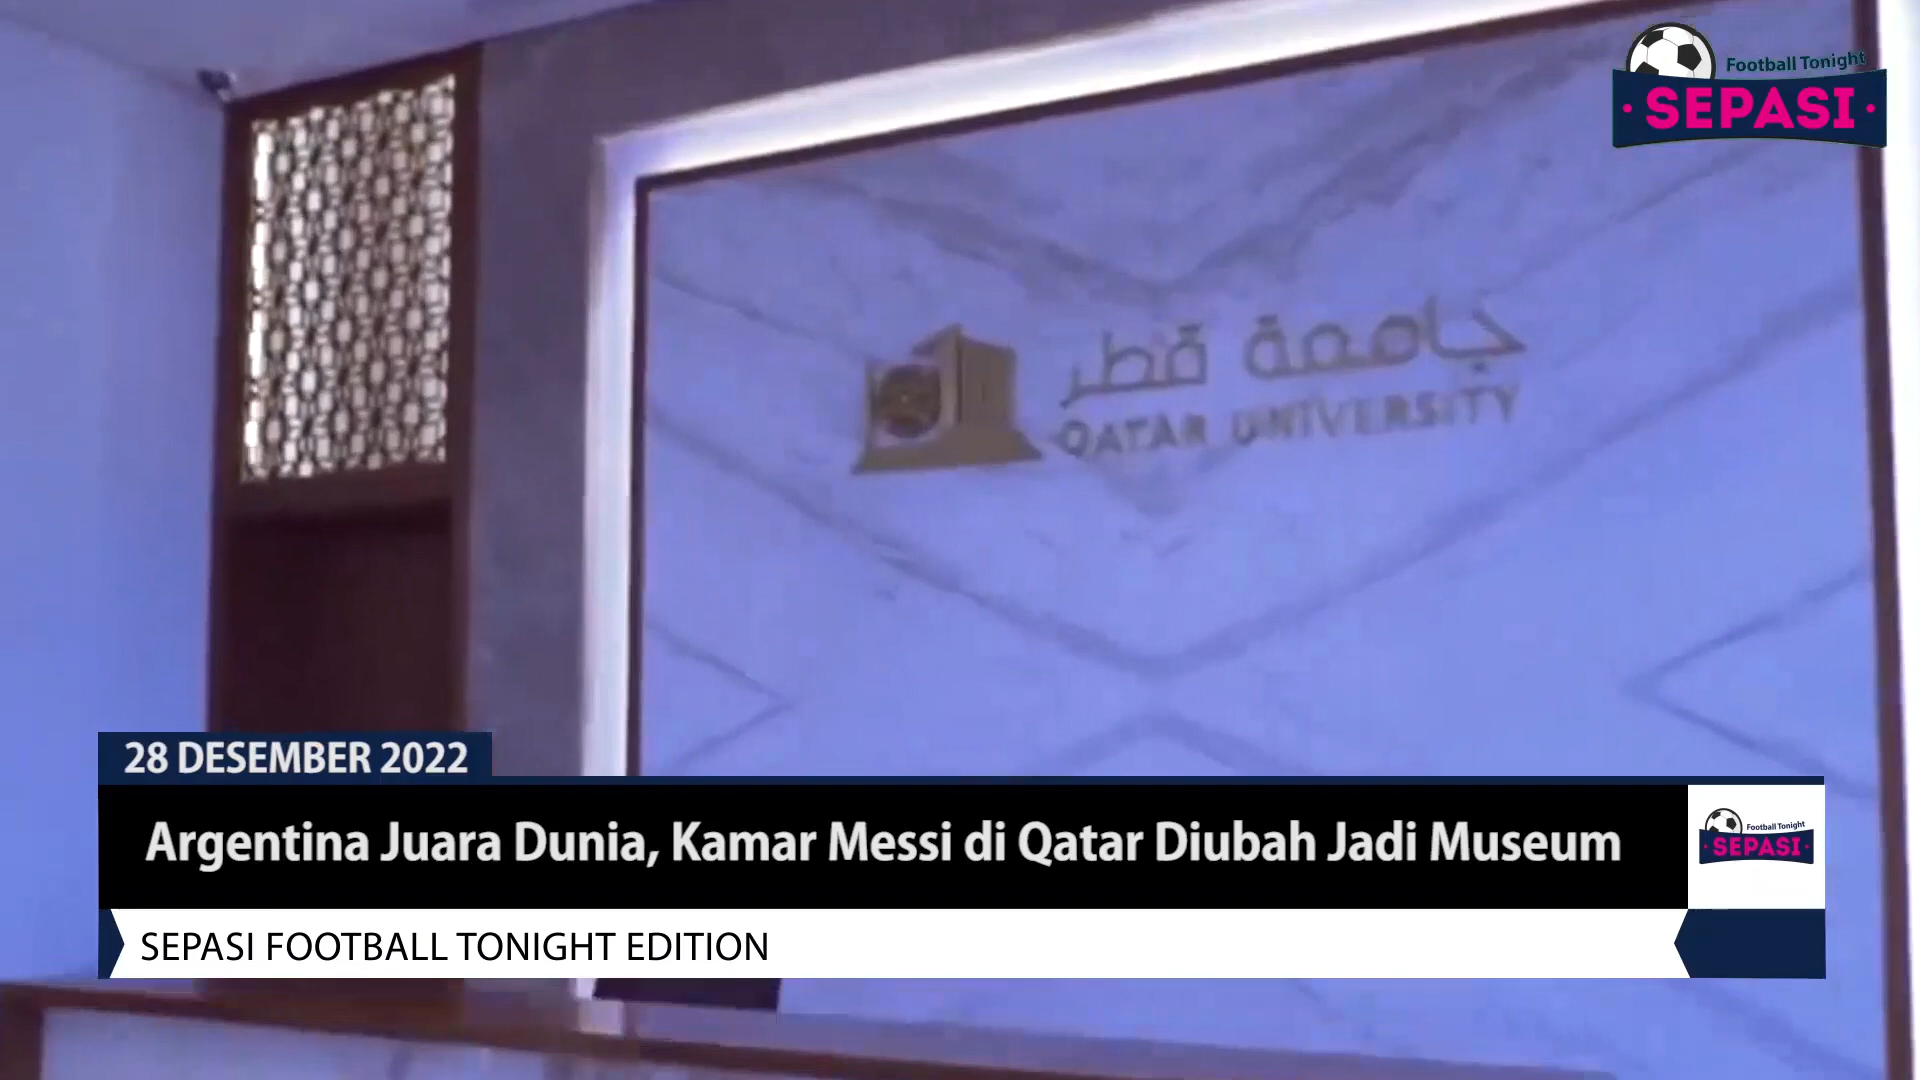 Football Tonight
SEPASI
جامعة قطر
QATAR UNIVERSITY
28 DESEMBER 2022
Argentina Juara Dunia, Kamar Messi di Qatar Diubah Jadi Museum
Football Tonight
SEPASI
SEPASI FOOTBALL TONIGHT EDITION